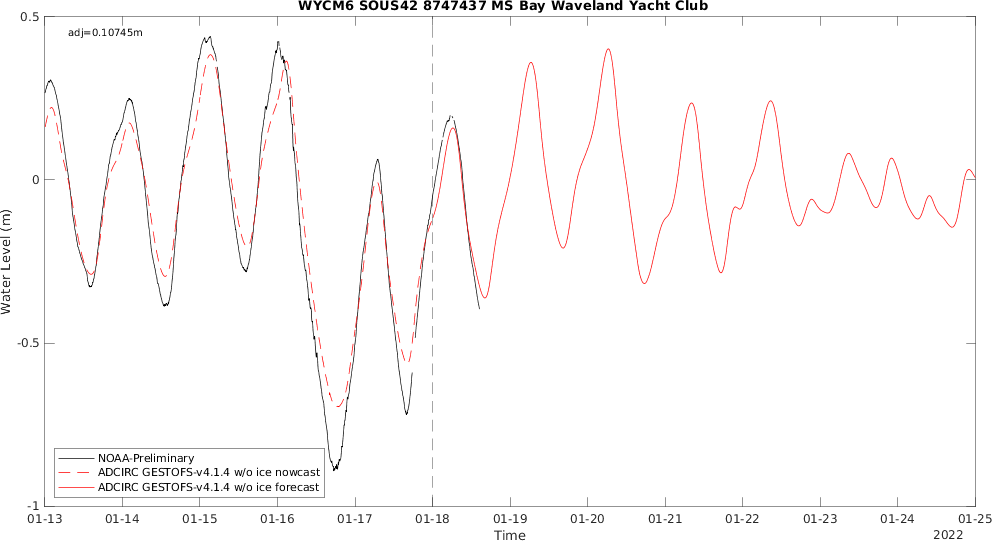 WYCM6 SOUS42 8747437 MS Bay Waveland Yacht Club
adj=0.10745m
0.5
0
-0.5
-1
Water Level (m)
NOAA-Preliminary
ADCIRC GESTOFS-v4.1.4 w/o ice nowcast
ADCIRC GESTOFS-v4.1.4 w/o ice forecast
01-13 01-14 01-15 01-16 01-17 01-18 01-19 01-20 01-21 01-22 01-23 01-24 01-25
Time
2022